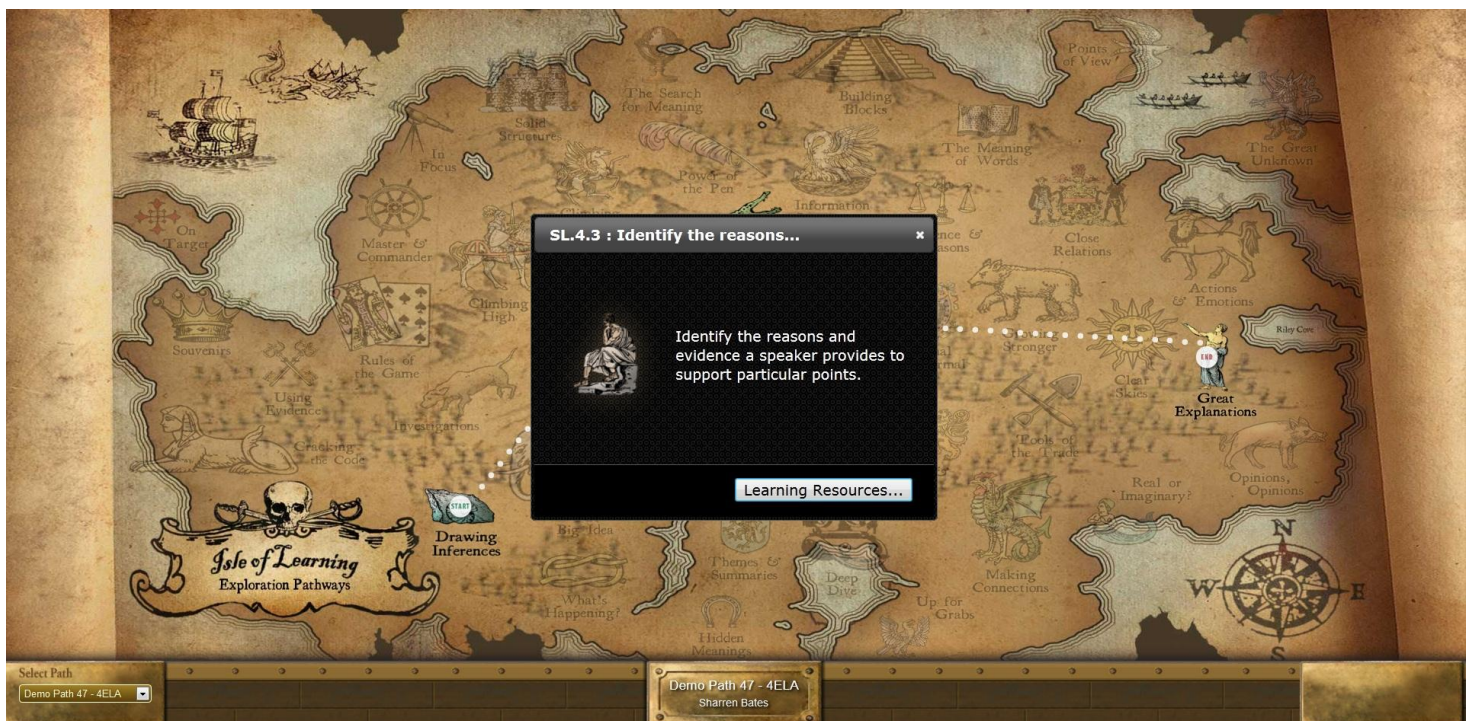 Points
of View
The Search
for Meaning
Building
Blocks
Solid
Structures
In
Focus
The Meaning
of Words
The Great
Unknown
Power of
the Pen
Information
On
Target
Master &
Commander
Climbing
Close
Relations
SL.4.3 : Identify the reasons...
Actions
& Emotions
Climbing
High
Identify the reasons and
evidence a speaker provides to
support particular points.
Riley Cove
Souvenirs
Rules of
the Game
Stronger
END
Clear
Skies
Great
Explanations
Using
Evidence
Investigations
Cracking
the Code
Tools of
the Trade
Learning Resources...
Real or
Imaginary?
Opinions,
Opinions
START
Drawing
Inferences
Big Idea
Isle of Learning
Exploration Pathways
Themes &
Summaries
Deep
Dive
Making
Connections
What's
Happening?
Up for
Grabs
Hidden
Meanings
N
W
E
S
Select Path
Demo Path 47 - 4ELA
Demo Path 47 - 4ELA
Sharren Bates